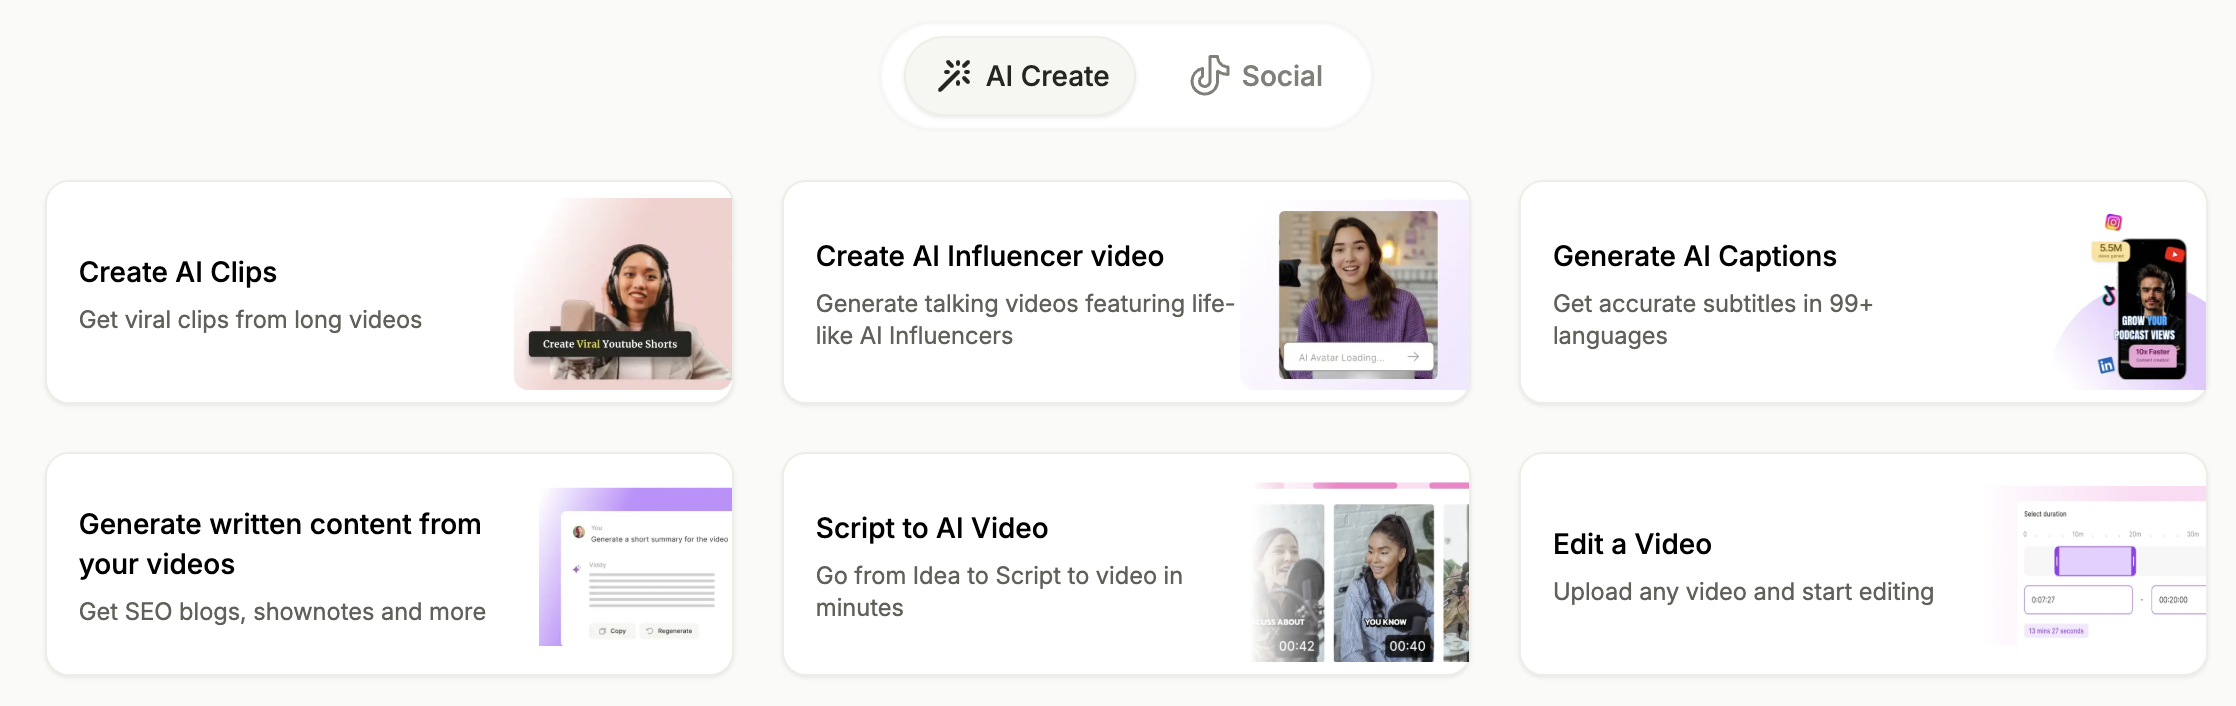 AI Create
Social
Create AI Clips
Get viral clips from long videos
Create Viral Youtube Shorts
Create AI Influencer video
Generate talking videos featuring life-
like AI Influencers
AI Avatar Loading...
Generate AI Captions
Get accurate subtitles in 99+
languages
5.5M
GROW YOUR
PODCAST VIEWS
10x Faster
Content creation
Generate written content from
your videos
Get SEO blogs, shownotes and more
You
Generate a short summary for the video
Viddy
Copy
Regenerate
Script to AI Video
Go from Idea to Script to video in
minutes
CUSS ABOUT
00:42
YOU KNOW
00:40
Edit a Video
Upload any video and start editing
Select duration
0 10m 20m 30m
0:07:27 - 00:20:00
13 mins 27 seconds